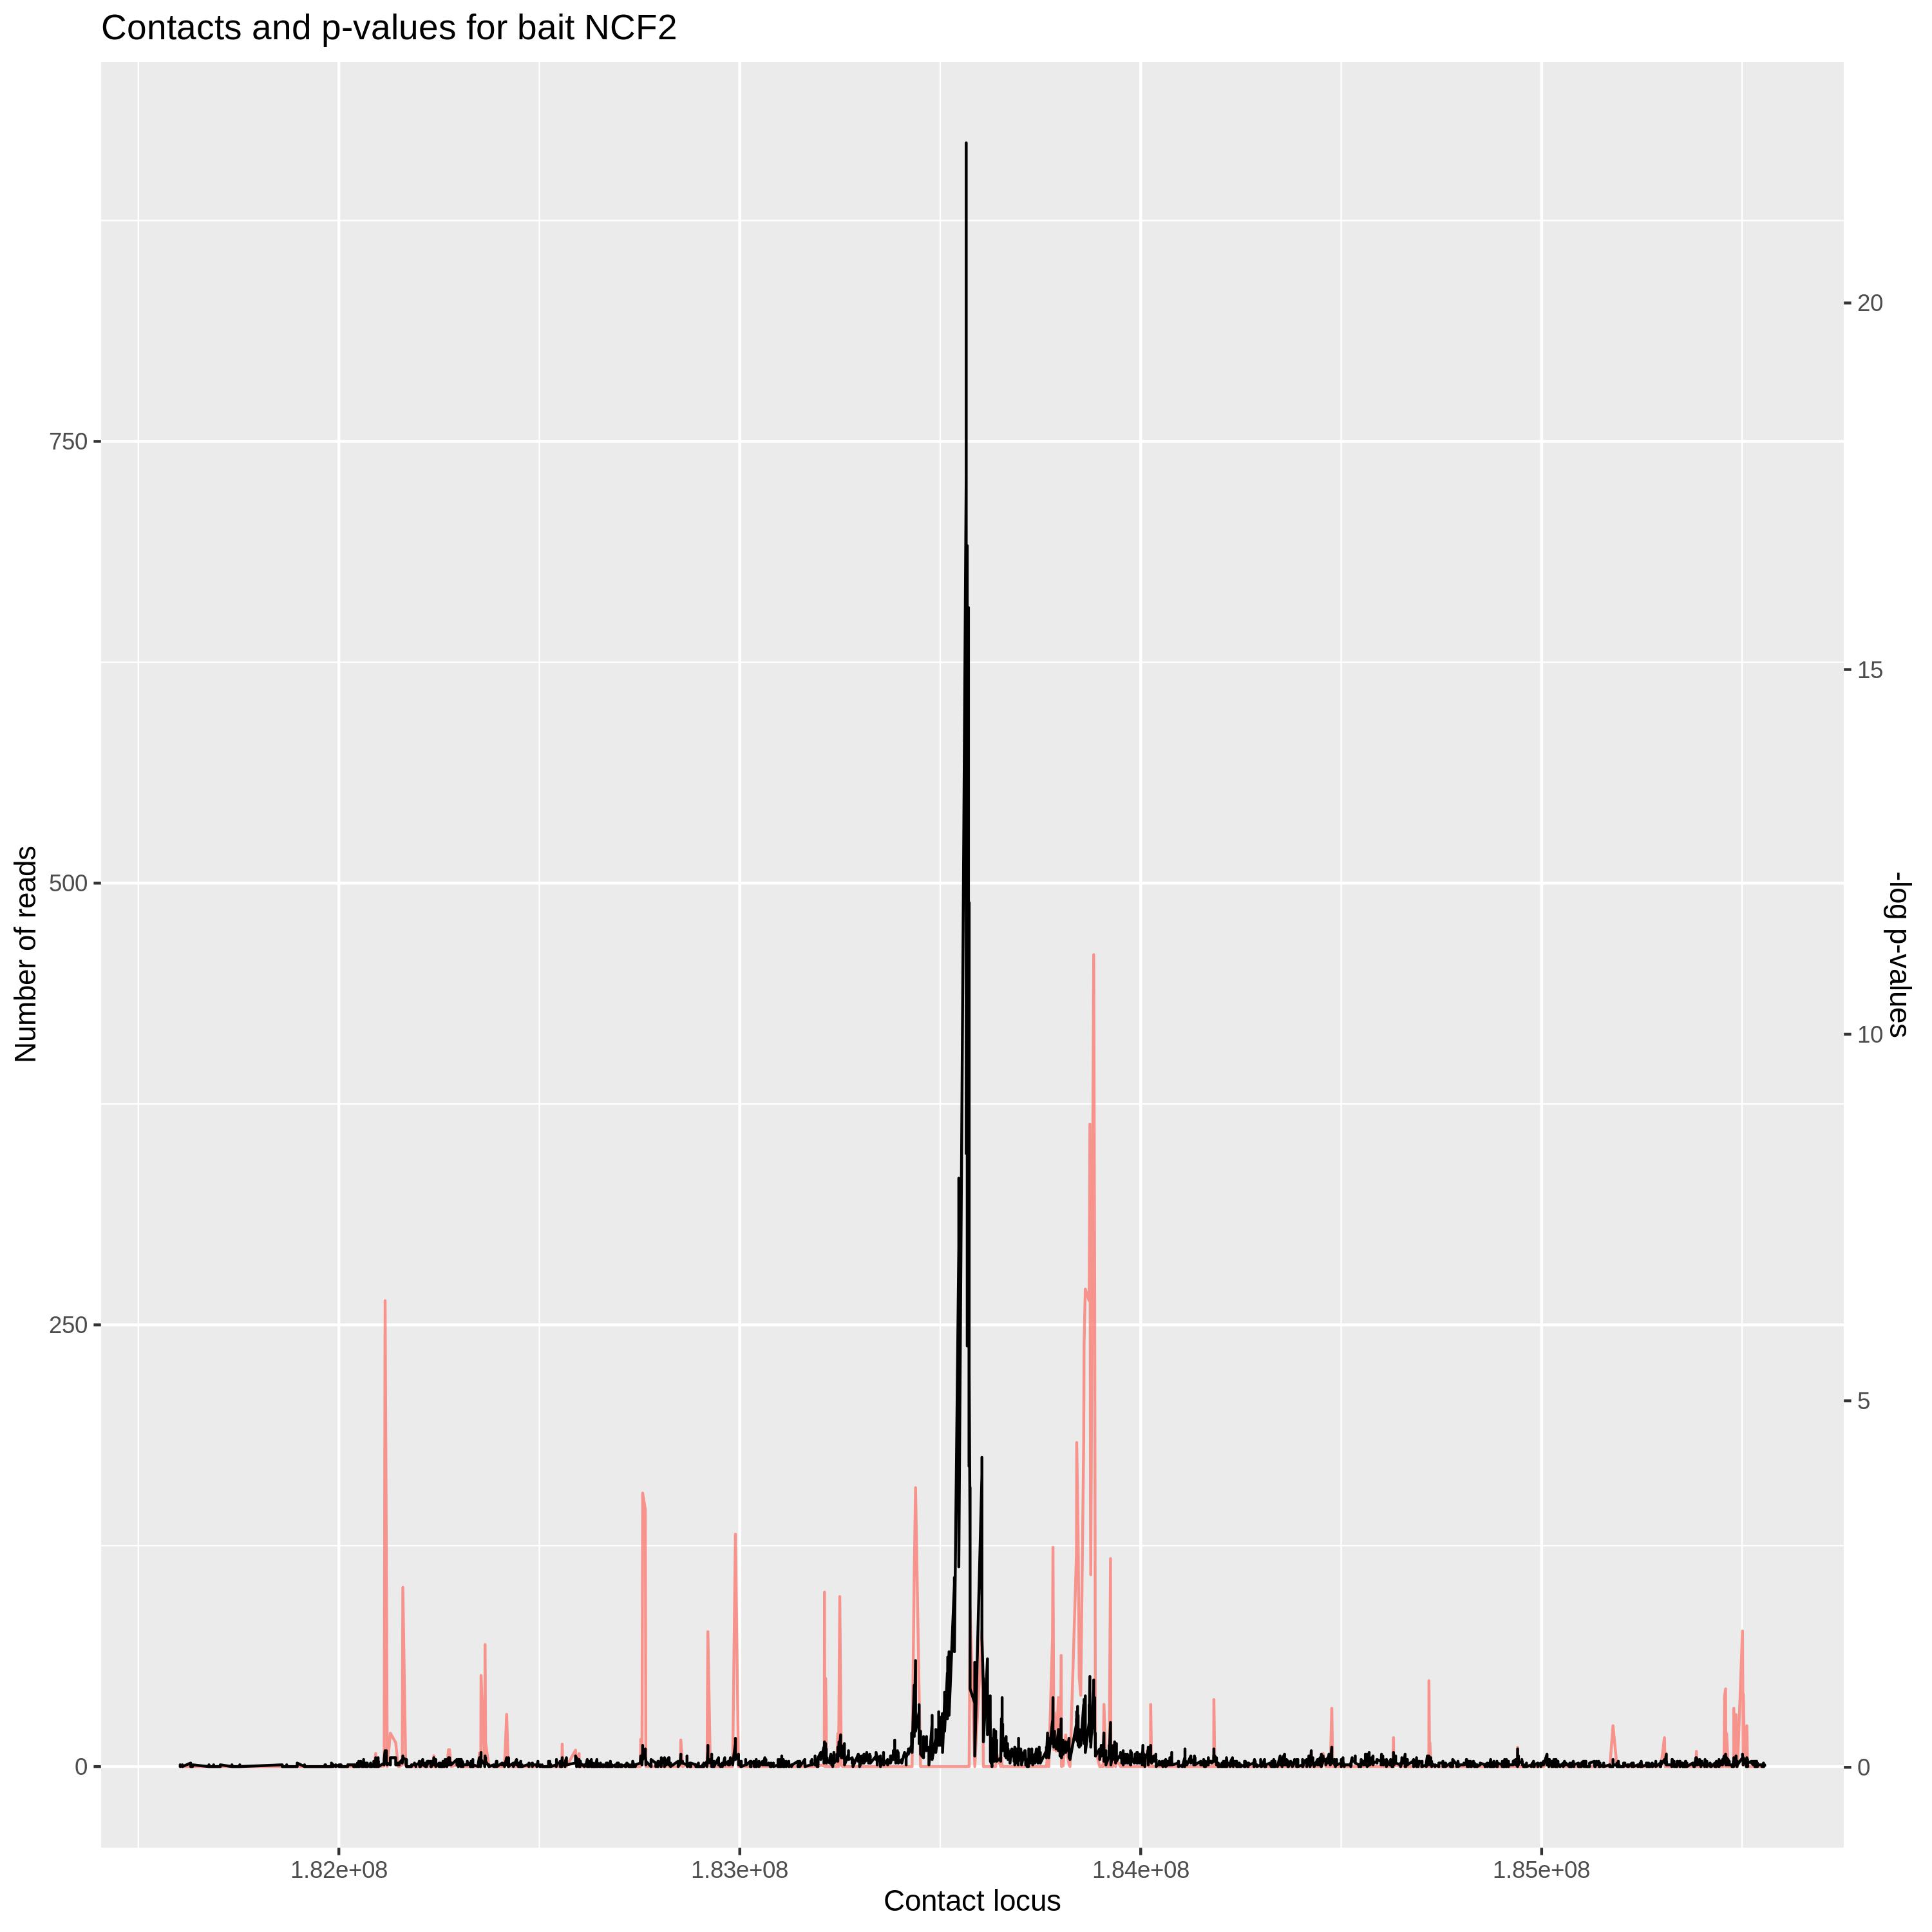 Contacts and p-values for bait NCF2
Number of reads
750
500
250
0
20
15
10
5
0
-log p-values
1.82e+08
1.83e+08
1.84e+08
1.85e+08
Contact locus